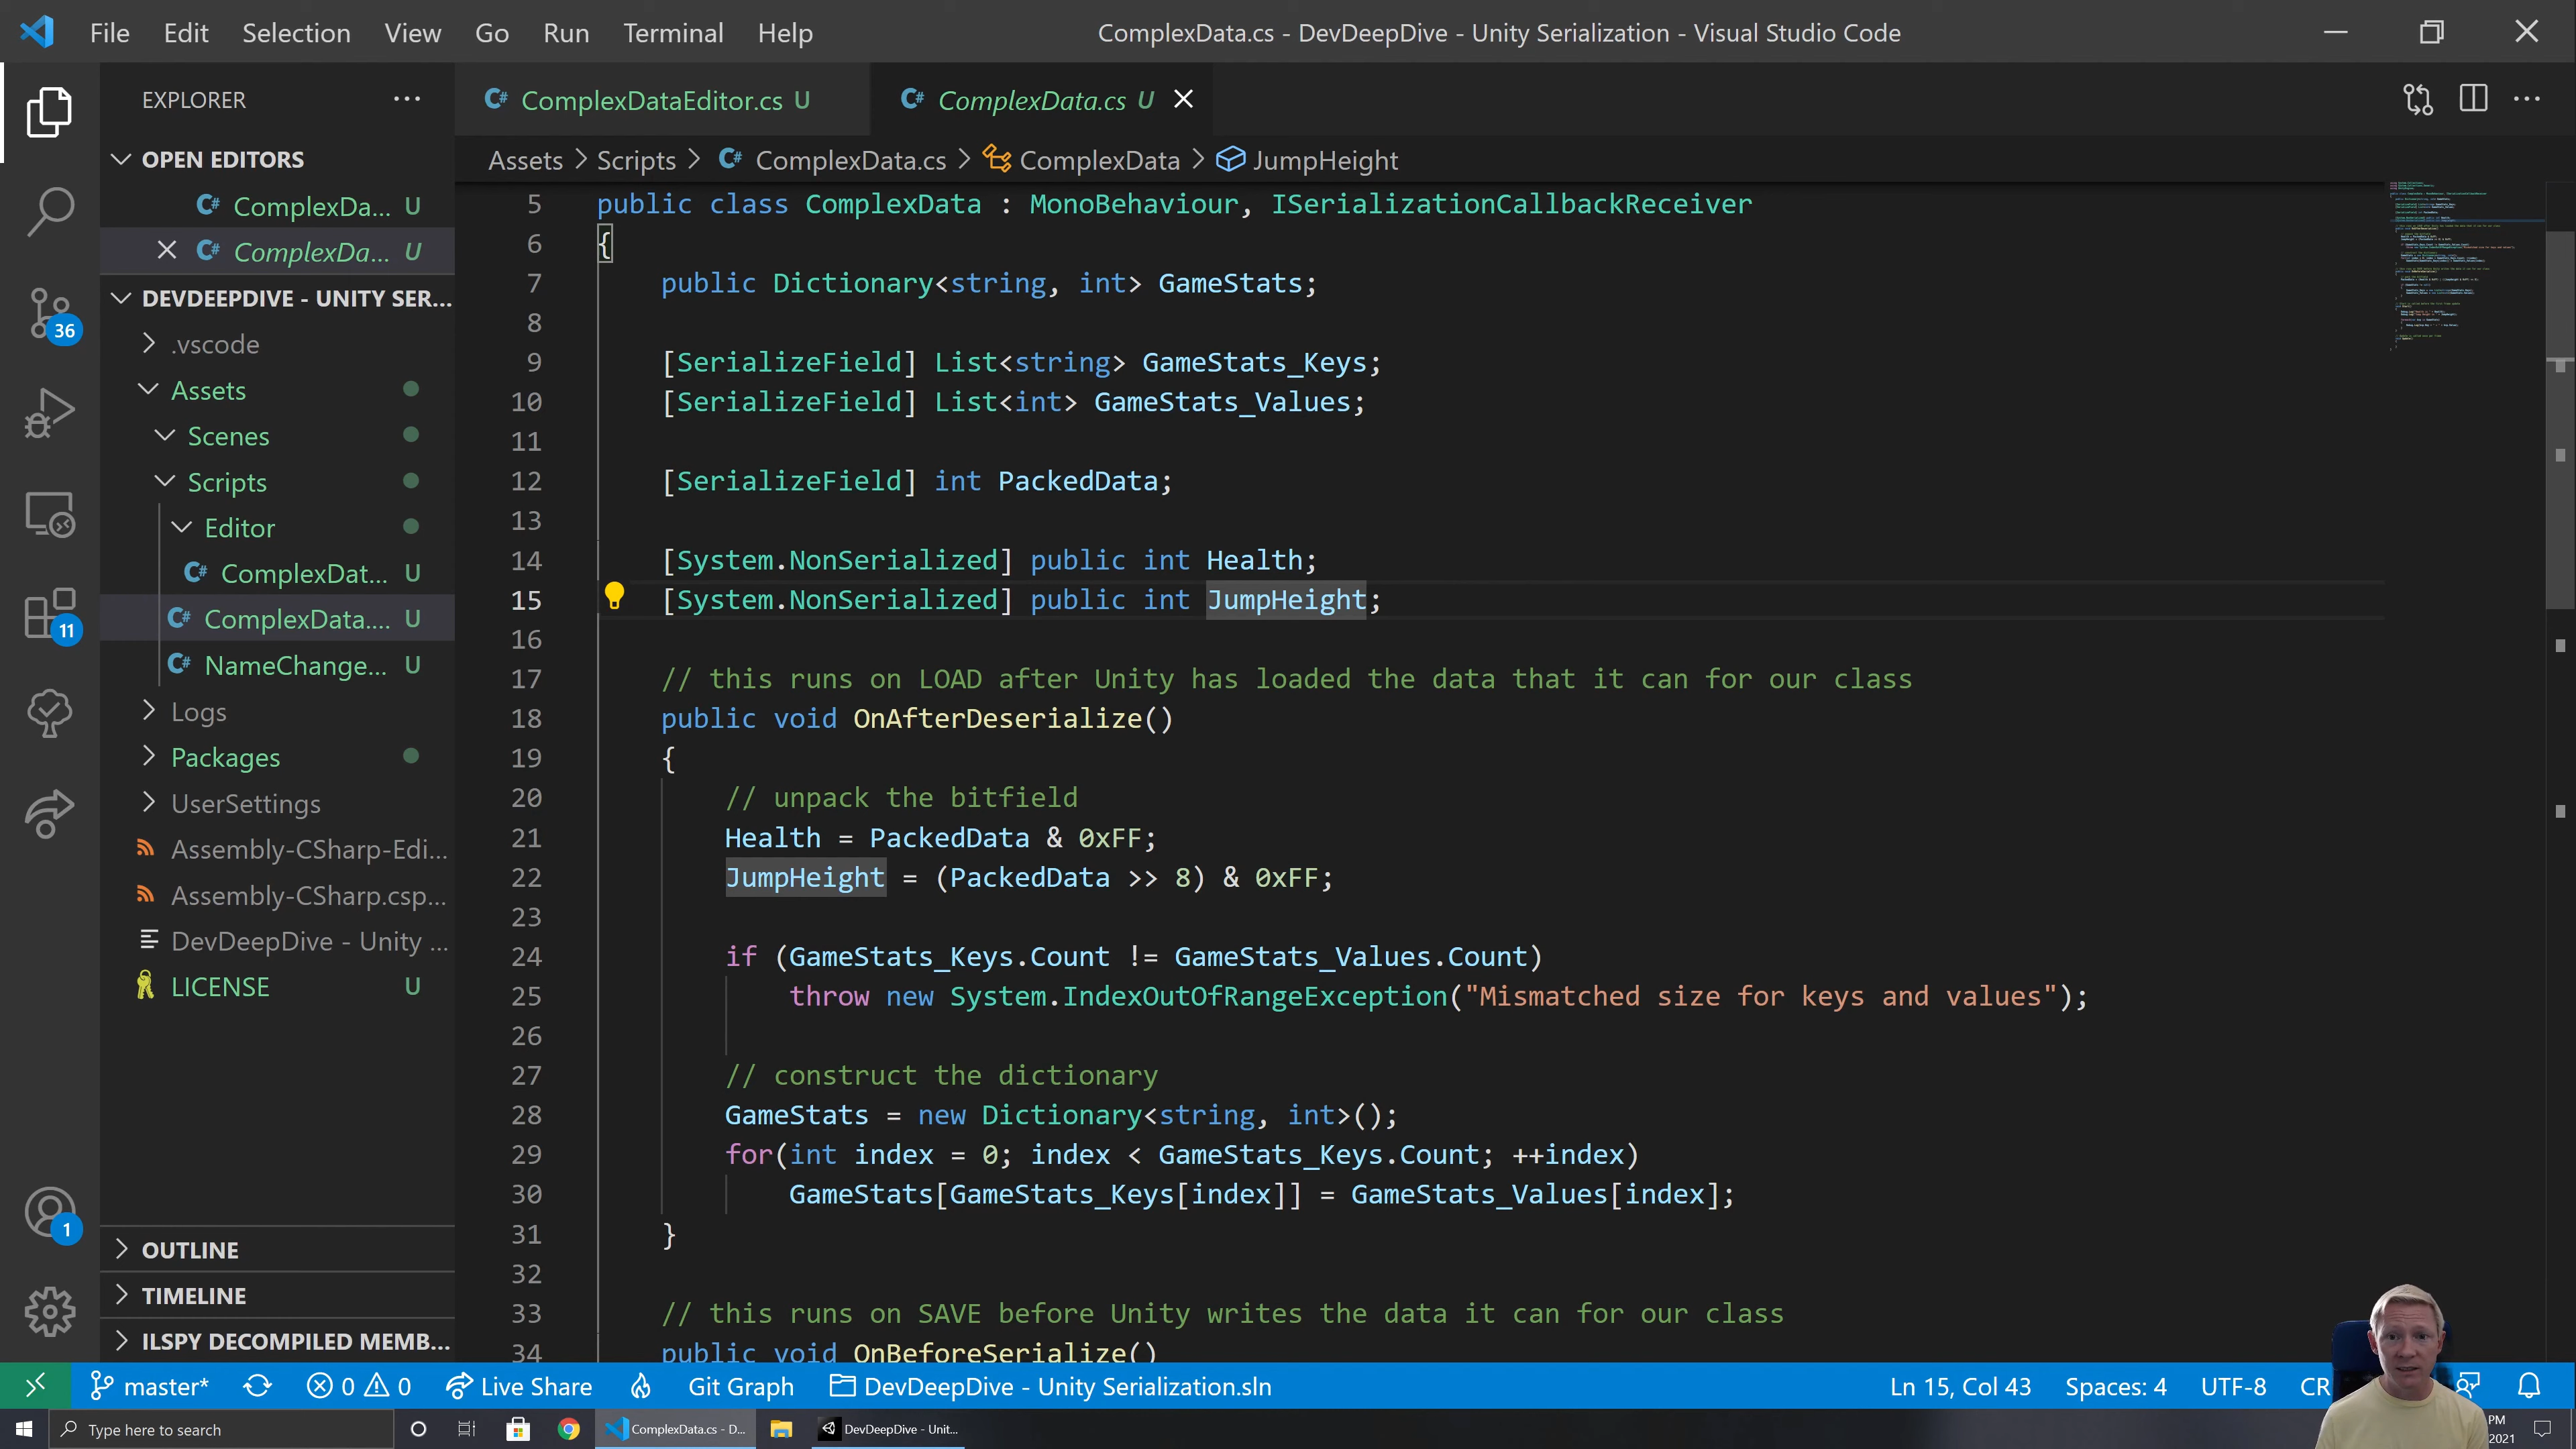 File Edit Selection View Go Run Terminal Help
ComplexData.cs - DevDeepDive - Unity Serialization - Visual Studio Code
EXPLORER
OPEN EDITORS
C# ComplexDa... U
C# ComplexDa... U
DEVDEEPDIVE - UNITY SER...
.vscode
Assets
Scenes
Scripts
Editor
C# ComplexDat... U
C# ComplexData.... U
C# NameChange... U
Logs
Packages
UserSettings
Assembly-CSharp-Edi...
Assembly-CSharp.csp...
DevDeepDive - Unity ...
LICENSE U
OUTLINE
TIMELINE
ILSPY DECOMPILED MEMB...
36
11
1
C# ComplexDataEditor.cs U
C# ComplexData.cs U
Assets > Scripts > C# ComplexData.cs > ComplexData > JumpHeight
5 public class ComplexData : MonoBehaviour, ISerializationCallbackReceiver
6 {
7 public Dictionary<string, int> GameStats;
8
9 [SerializeField] List<string> GameStats_Keys;
10 [SerializeField] List<int> GameStats_Values;
11
12 [SerializeField] int PackedData;
13
14 [System.NonSerialized] public int Health;
15 [System.NonSerialized] public int JumpHeight;
16
17 // this runs on LOAD after Unity has loaded the data that it can for our class
18 public void OnAfterDeserialize()
19 {
20 // unpack the bitfield
21 Health = PackedData & 0xFF;
22 JumpHeight = (PackedData >> 8) & 0xFF;
23
24 if (GameStats_Keys.Count != GameStats_Values.Count)
25 throw new System.IndexOutOfRangeException("Mismatched size for keys and values");
26
27 // construct the dictionary
28 GameStats = new Dictionary<string, int>();
29 for(int index = 0; index < GameStats_Keys.Count; ++index)
30 GameStats[GameStats_Keys[index]] = GameStats_Values[index];
31 }
32
33 // this runs on SAVE before Unity writes the data it can for our class
34 public void OnBeforeSerialize()
master* 0 0 Live Share Git Graph DevDeepDive - Unity Serialization.sln Ln 15, Col 43 Spaces: 4 UTF-8 CR
Type here to search ComplexData.cs - D... DevDeepDive - Unit... PM
2021